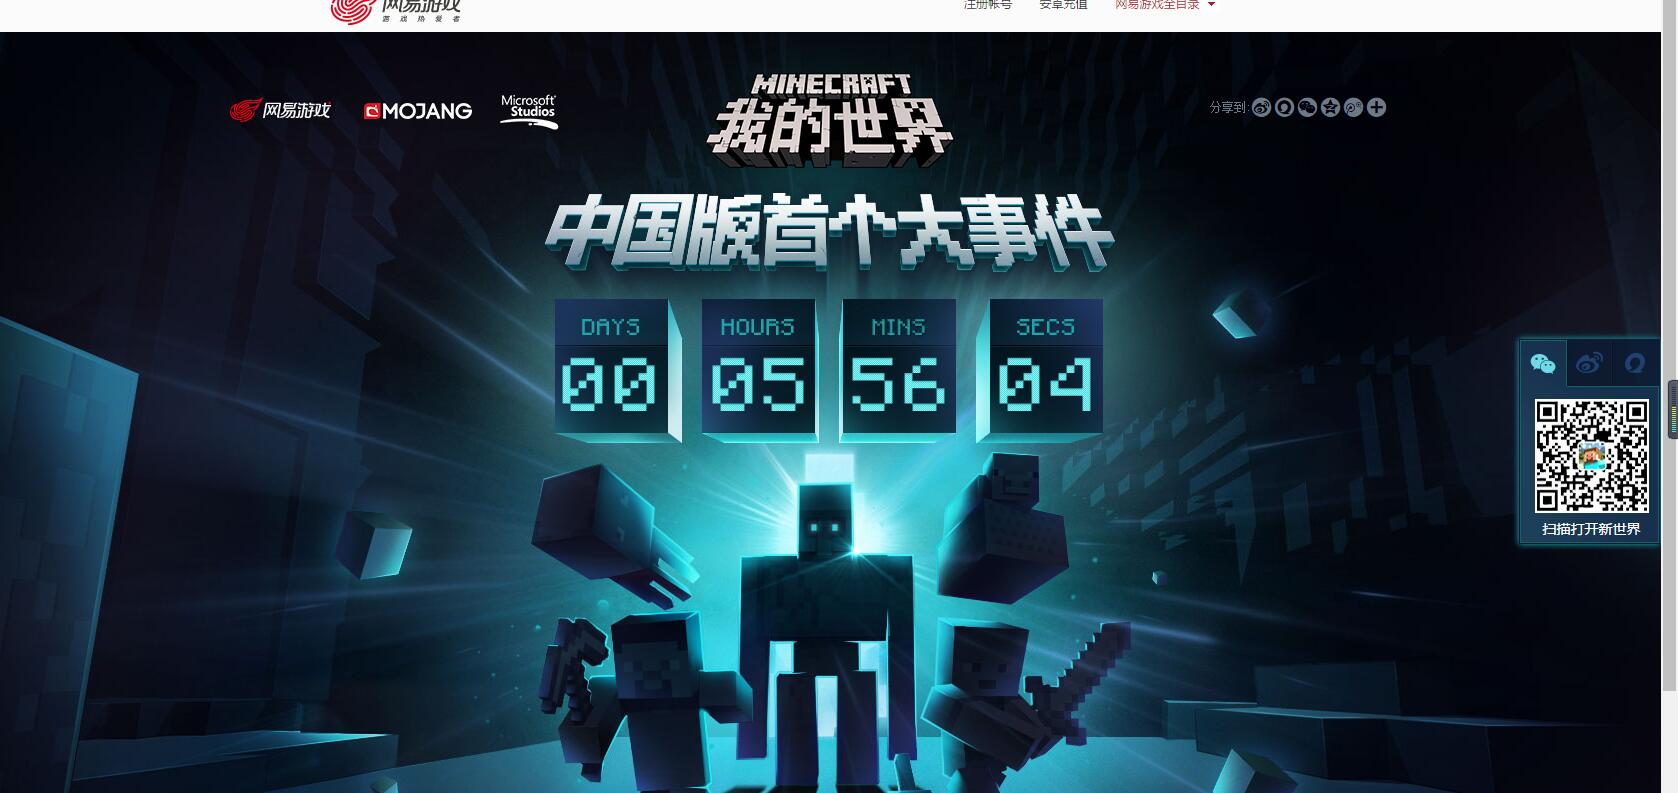 网易游戏
游戏热爱者
注册帐号 安卓充值 网易游戏全目录
网易游戏 MOJANG Microsoft Studios
MINECRAFT
我的世界
分享到:
中国版首个大事件
DAYS HOURS MINS SECS
00 05 56 04
扫描打开新世界